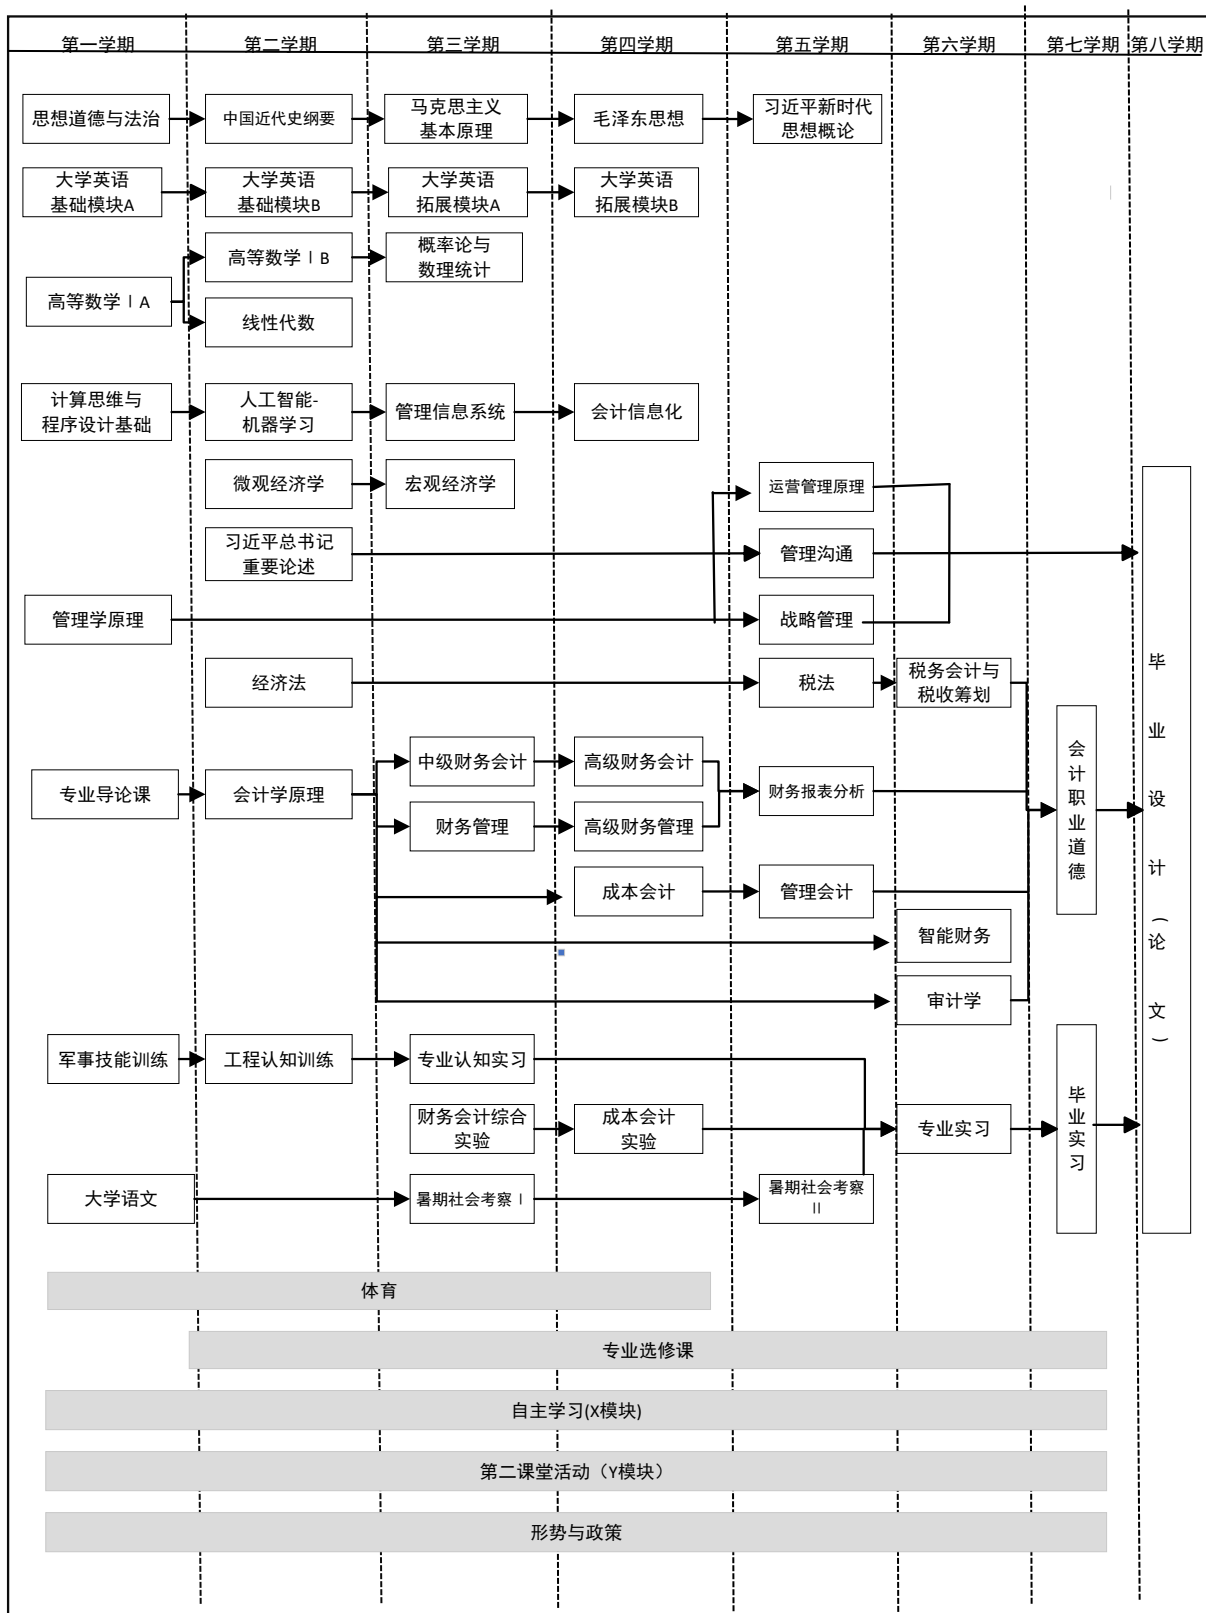 第一学期 第二学期 第三学期 第四学期 第五学期 第六学期 第七学期 第八学期
思想道德与法治
中国近代史纲要
马克思主义
基本原理
毛泽东思想
习近平新时代
思想概论
大学英语
基础模块A
大学英语
基础模块B
大学英语
拓展模块A
大学英语
拓展模块B
高等数学ⅠA
高等数学ⅠB
概率论与
数理统计
线性代数
计算思维与
程序设计基础
人工智能-
机器学习
管理信息系统
会计信息化
微观经济学
宏观经济学
运营管理原理
习近平总书记
重要论述
管理沟通
管理学原理
战略管理
经济法
税法
税务会计与
税收筹划
专业导论课
会计学原理
中级财务会计
高级财务会计
财务管理
高级财务管理
财务报表分析
成本会计
管理会计
智能财务
审计学
会计职业道德
毕业设计(论文)
军事技能训练
工程认知训练
专业认知实习
财务会计综合
实验
成本会计
实验
专业实习
毕业实习
大学语文
暑期社会考察Ⅰ
暑期社会考察
II
体育
专业选修课
自主学习(X模块)
第二课堂活动（Y模块）
形势与政策